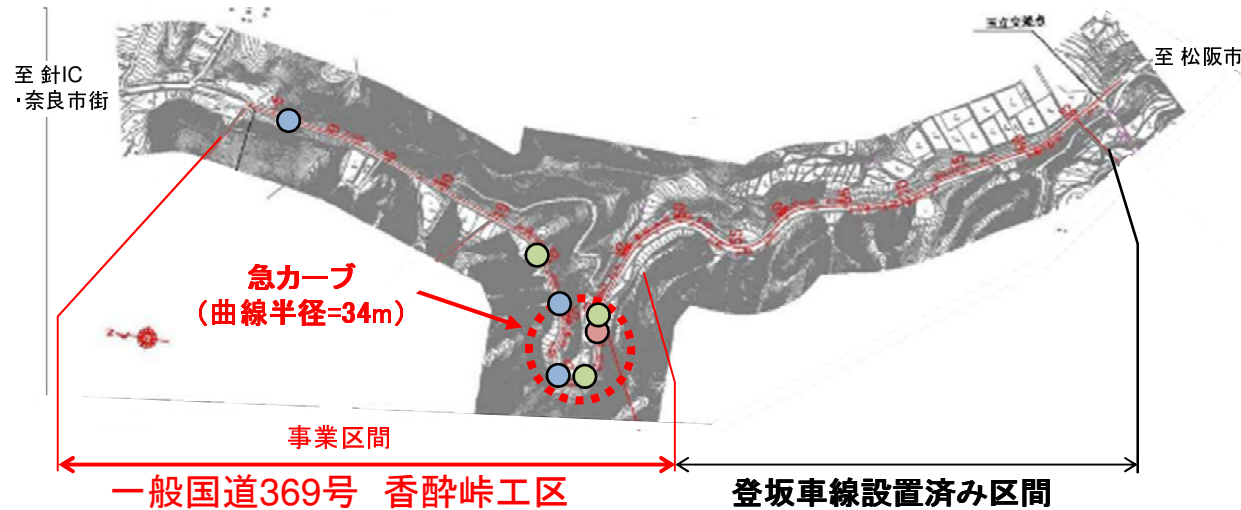 至 針IC
・奈良市街
至 松阪市
急カーブ
（曲線半径=34m）
事業区間
一般国道369号 香酔峠工区
登坂車線設置済み区間